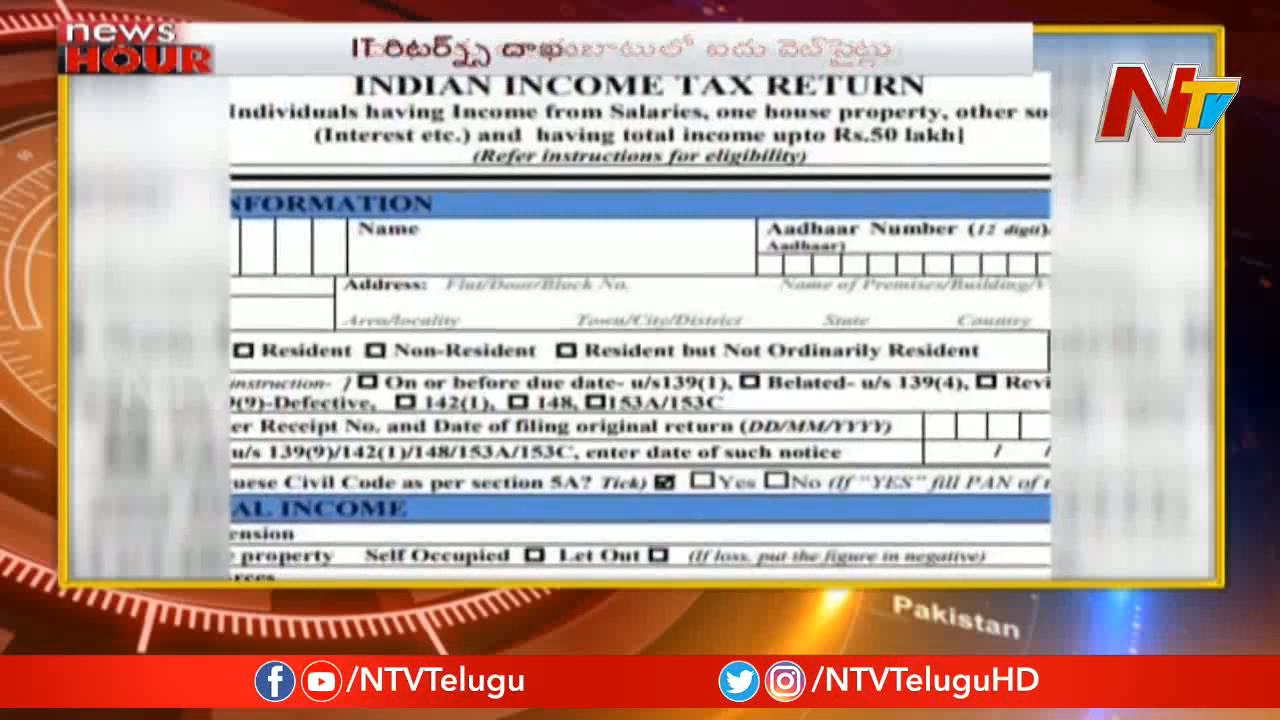 news
HOUR
IT రిటర్న్స్
NTV
INDIAN INCOME TAX RETURN
Individuals having Income from Salaries, one house property, other so
(Interest etc.) and having total income upto Rs.50 lakh]
(Refer instructions for eligibility)
NFORMATION
Name
Aadhaar Number (12 digit)/
Aadhaar)
Address: Flat/Door/Block No. Name of Premises/Building/V
Area/locality Town/City/District State Country
Resident Non-Resident Resident but Not Ordinarily Resident
instruction- ] On or before due date- u/s139(1), Belated- u/s 139(4), Revi
9(9)-Defective, 142(1), 148, 153A/153C
er Receipt No. and Date of filing original return (DD/MM/YYYY)
u/s 139(9)/142(1)/148/153A/153C, enter date of such notice / /
uese Civil Code as per section 5A? Tick) Yes No (If "YES" fill PAN of
AL INCOME
ension
property Self Occupied Let Out (If loss, put the figure in negative)
rces
Pakistan
/NTVTelugu
/NTVTeluguHD